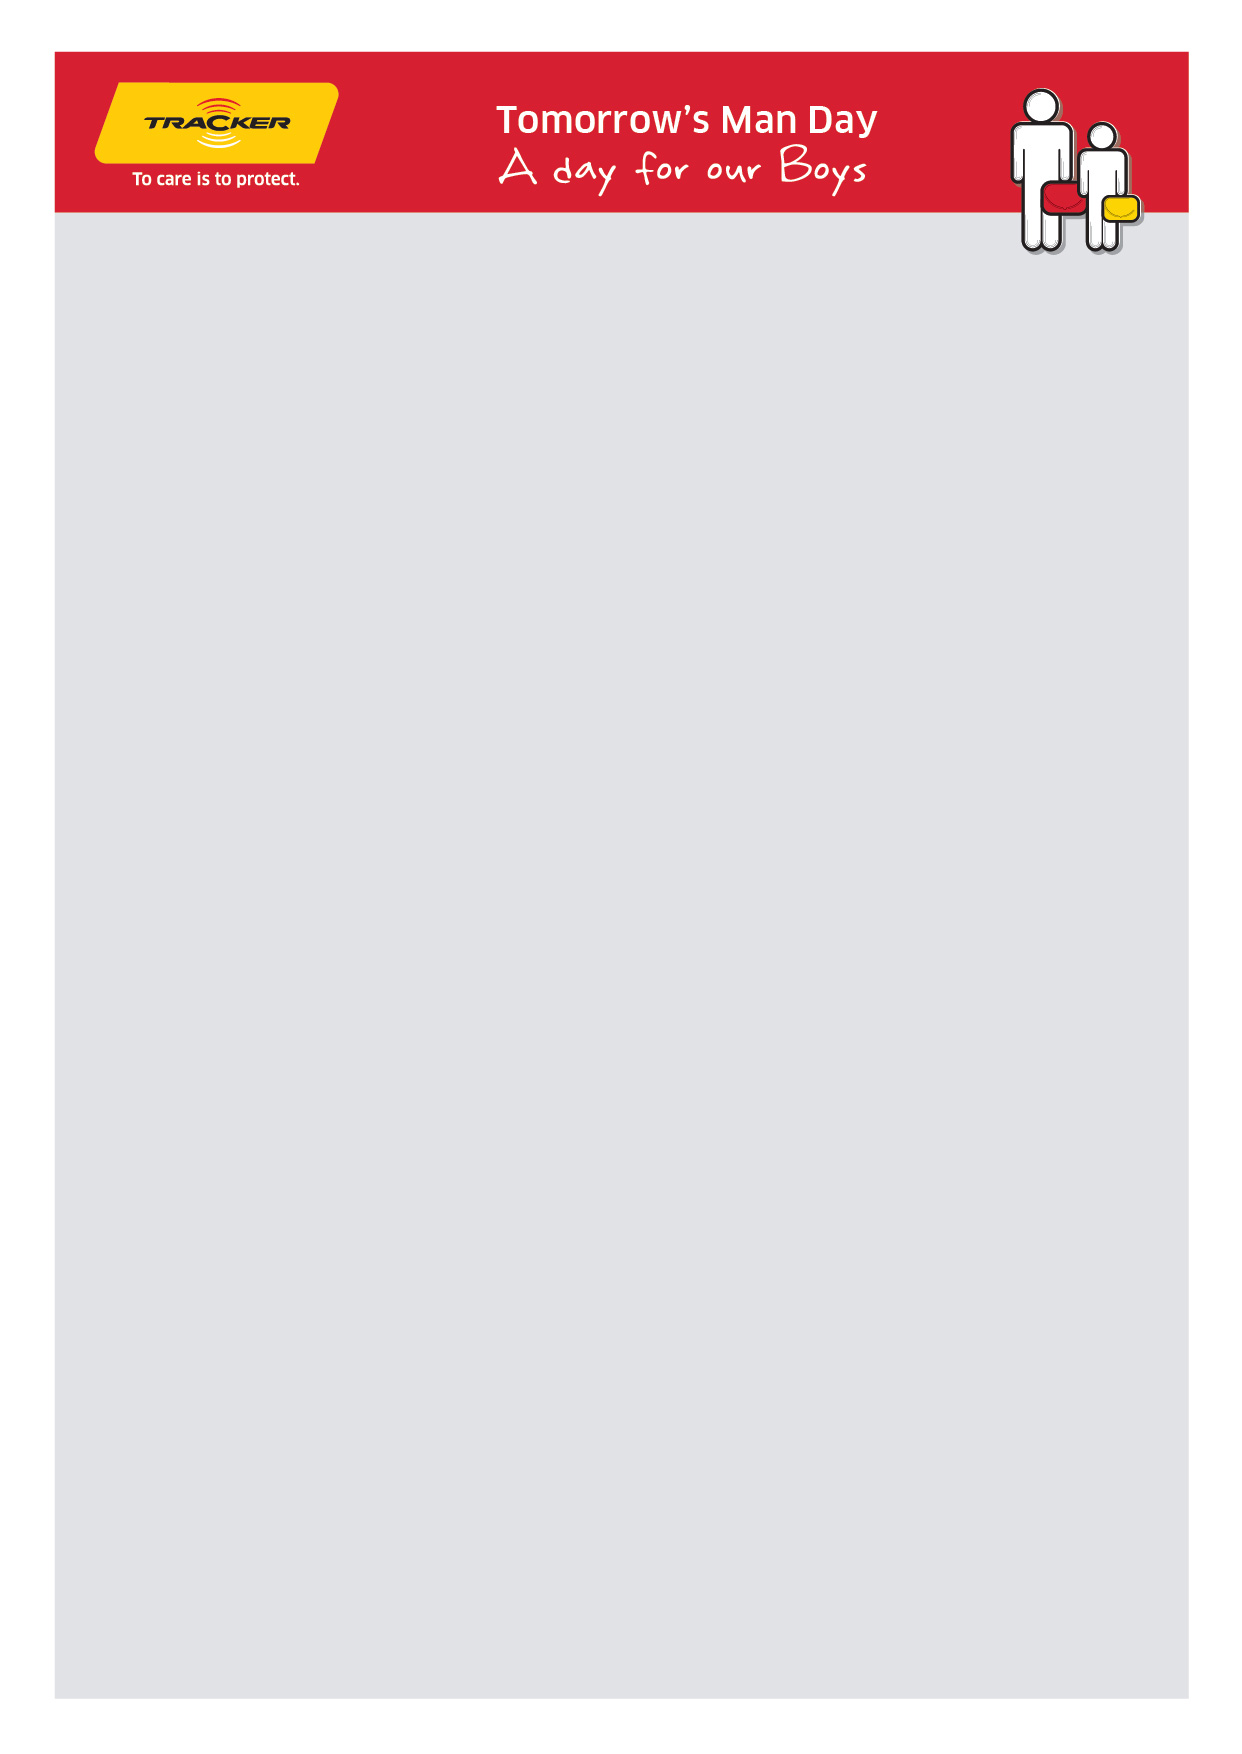 TRACKER
To care is to protect.
Tomorrow’s Man Day
A day for our Boys